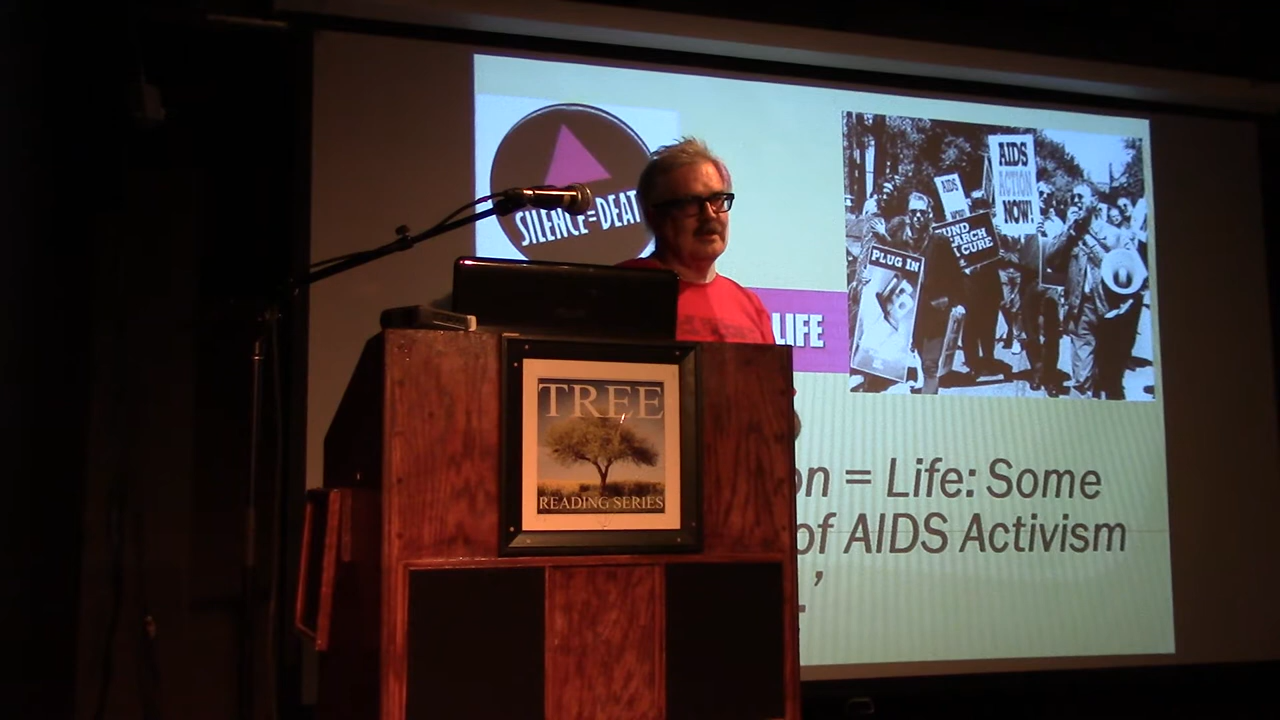 SILENCE=DEAT
LIFE
AIDS
ACTION
NOW!
AIDS
NOW!
FUND
CURE
PLUG IN
on = Life: Some
of AIDS Activism
TREE
READING SERIES